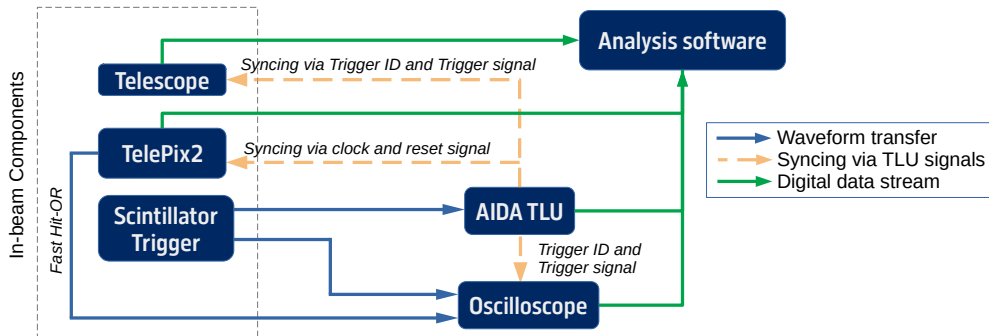 In-beam Components
Analysis software
Telescope
Syncing via Trigger ID and Trigger signal
TelePix2
Syncing via clock and reset signal
Fast Hit-OR
Scintillator
Trigger
AIDA TLU
Trigger ID and
Trigger signal
Oscilloscope
Waveform transfer
Syncing via TLU signals
Digital data stream